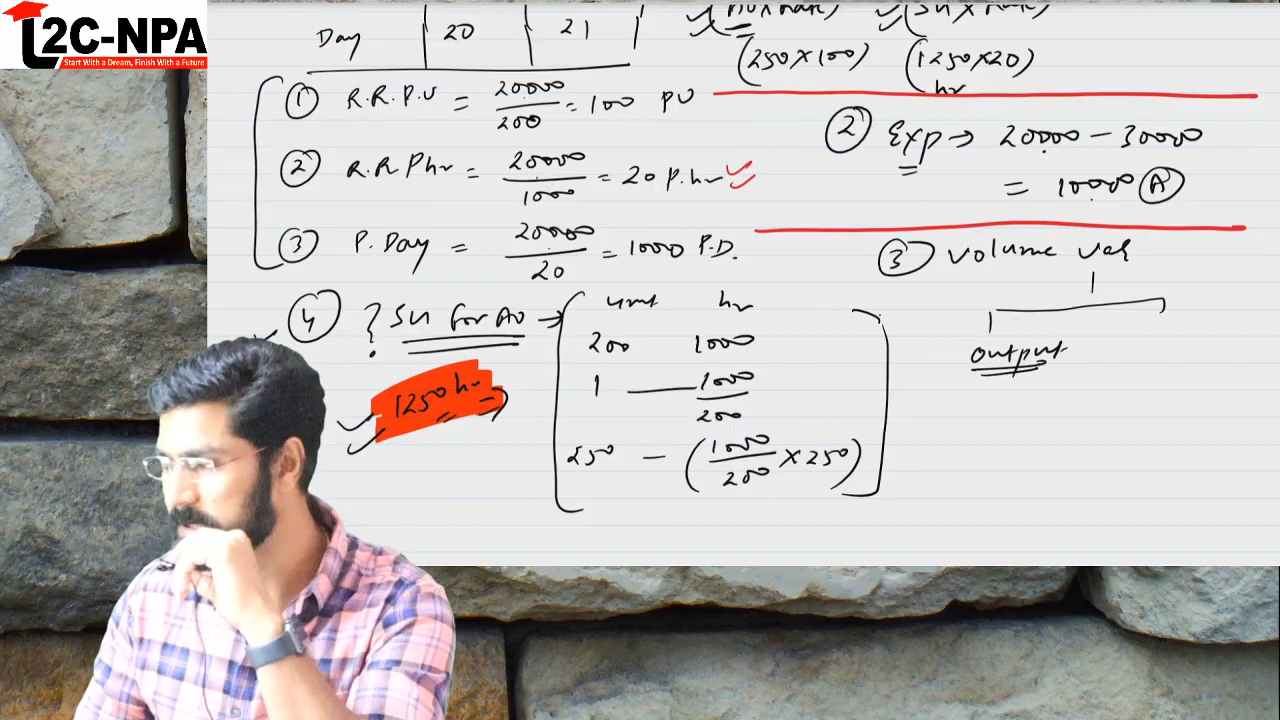 2C-NPA
Start With a Dream, Finish With a Future
Day 20 21
(250×100) (1250×20)
hr
① R.R.P.U = 20000/200 = 100 PU
② R.R Phr = 20000/1000 = 20 P.hr
③ P. Day = 20000/20 = 1000 P.D.
④ ? SH for AO →
1250 hr
unit hr
200 1000
1 — 1000/200
250 — (1000/200 × 250)
② Exp → 20000 – 30000
= 10000 Ⓐ
③ Volume var
output